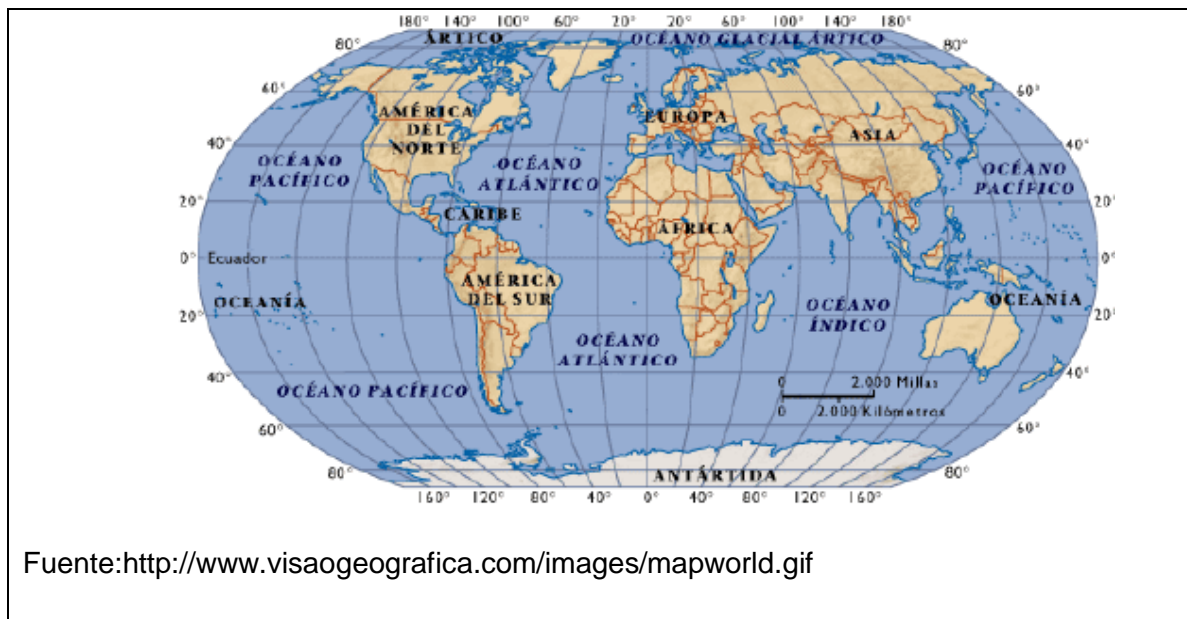 180° 140° 100° 60° 20° 20° 60° 100° 140° 180°
80° ÁRTICO OCÉANO GLACIAL ÁRTICO 80°
60° 60°
AMÉRICA
DEL
NORTE
EUROPA
ASIA
40° 40°
OCÉANO
PACÍFICO
OCÉANO
ATLÁNTICO
OCÉANO
PACÍFICO
20° 20°
CARIBE
ÁFRICA
0° Ecuador 0°
AMÉRICA
DEL SUR
OCEANÍA
OCEANÍA
OCÉANO
ÍNDICO
20° 20°
OCÉANO
ATLÁNTICO
40° 40°
OCÉANO PACÍFICO
0 2.000 Millas
0 2.000 Kilómetros
60° 60°
80° 80°
ANTÁRTIDA
160° 120° 80° 40° 0° 40° 80° 120° 160°
Fuente:http://www.visaogeografica.com/images/mapworld.gif